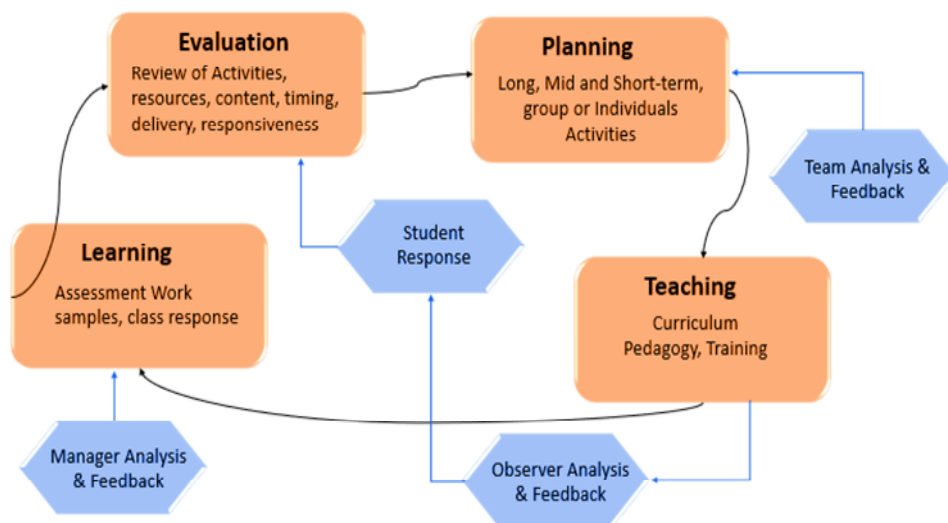 Evaluation
Review of Activities,
resources, content, timing,
delivery, responsiveness
Planning
Long, Mid and Short-term,
group or Individuals
Activities
Team Analysis &
Feedback
Student
Response
Learning
Assessment Work
samples, class response
Teaching
Curriculum
Pedagogy, Training
Manager Analysis
& Feedback
Observer Analysis
& Feedback